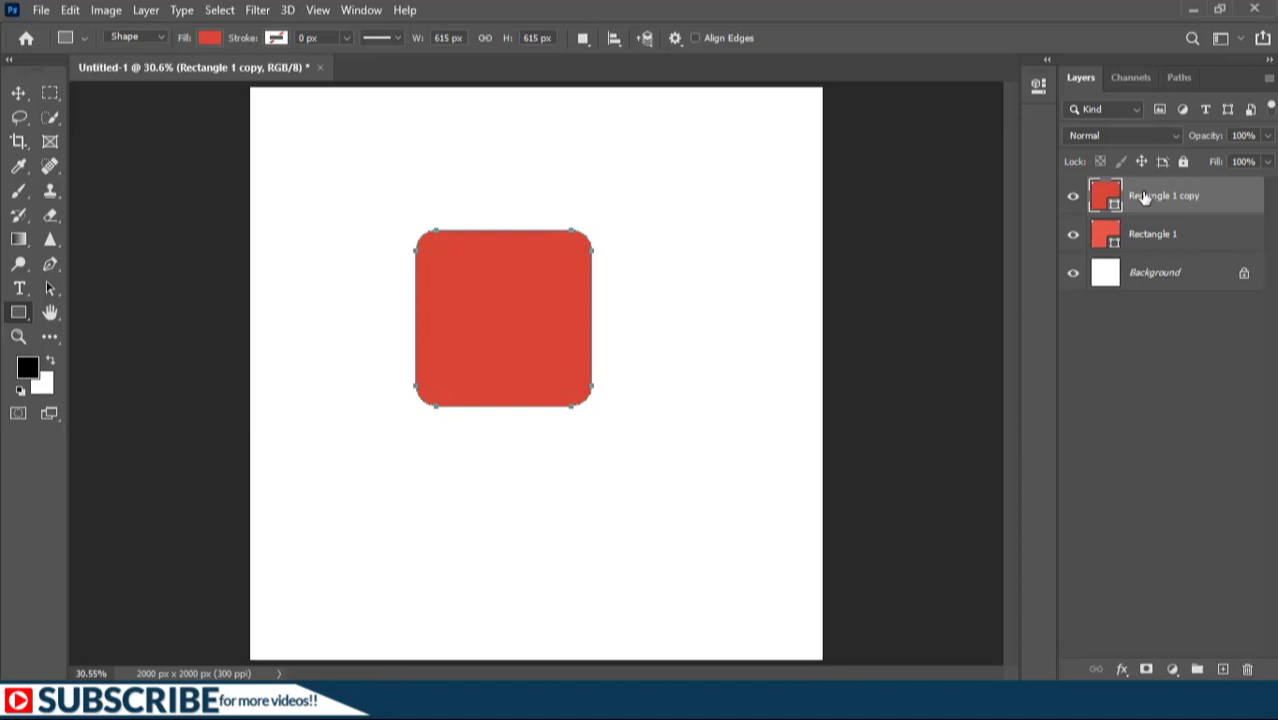 Ps File Edit Image Layer Type Select Filter 3D View Window Help
Shape Fill: Stroke: 0 px W: 615 px H: 615 px Align Edges
Untitled-1 @ 30.6% (Rectangle 1 copy, RGB/8) * ×
Layers Channels Paths
Kind
Normal Opacity: 100%
Lock: Fill: 100%
Rectangle 1 copy
Rectangle 1
Background
30.55% 2000 px x 2000 px (300 ppi)
SUBSCRIBE for more videos!!